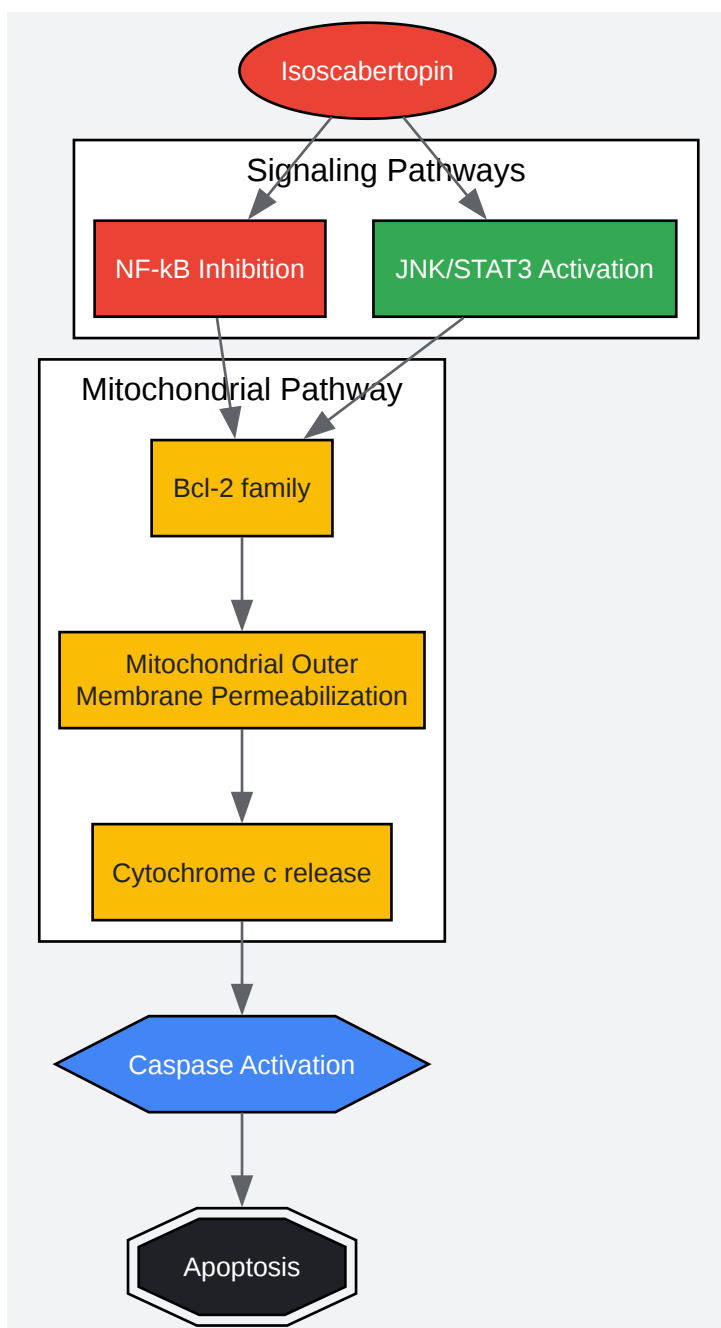 Isoscabertopin
Signaling Pathways
NF-kB Inhibition
JNK/STAT3 Activation
Mitochondrial Pathway
Bcl-2 family
Mitochondrial Outer
Membrane Permeabilization
Cytochrome c release
Caspase Activation
Apoptosis